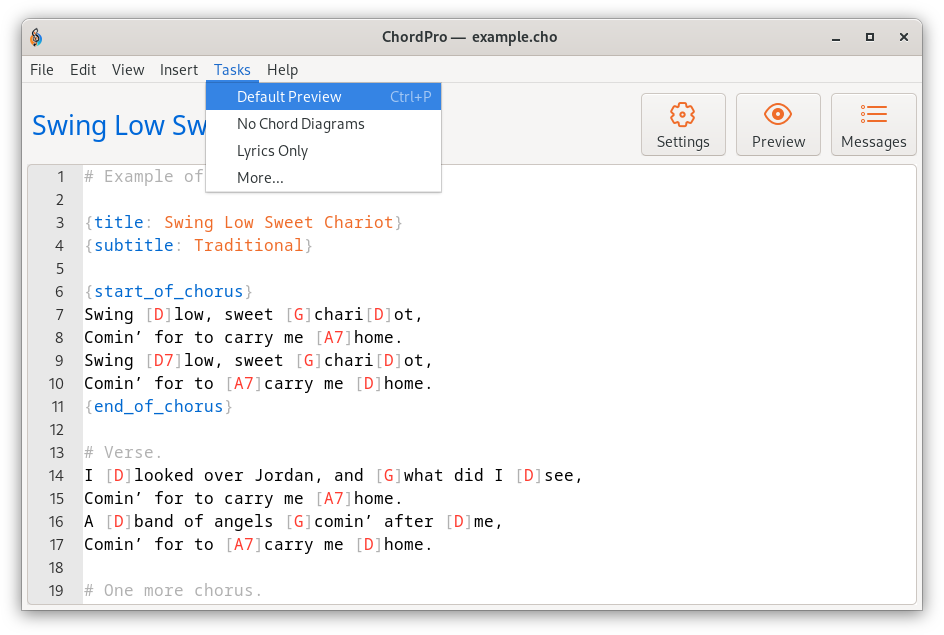 ChordPro — example.cho
File Edit View Insert Tasks Help
Default Preview Ctrl+P
No Chord Diagrams
Lyrics Only
More...
Swing Low Sw
Settings Preview Messages
1 # Example of
2
3 {title: Swing Low Sweet Chariot}
4 {subtitle: Traditional}
5
6 {start_of_chorus}
7 Swing [D]low, sweet [G]chari[D]ot,
8 Comin’ for to carry me [A7]home.
9 Swing [D7]low, sweet [G]chari[D]ot,
10 Comin’ for to [A7]carry me [D]home.
11 {end_of_chorus}
12
13 # Verse.
14 I [D]looked over Jordan, and [G]what did I [D]see,
15 Comin’ for to carry me [A7]home.
16 A [D]band of angels [G]comin’ after [D]me,
17 Comin’ for to [A7]carry me [D]home.
18
19 # One more chorus.